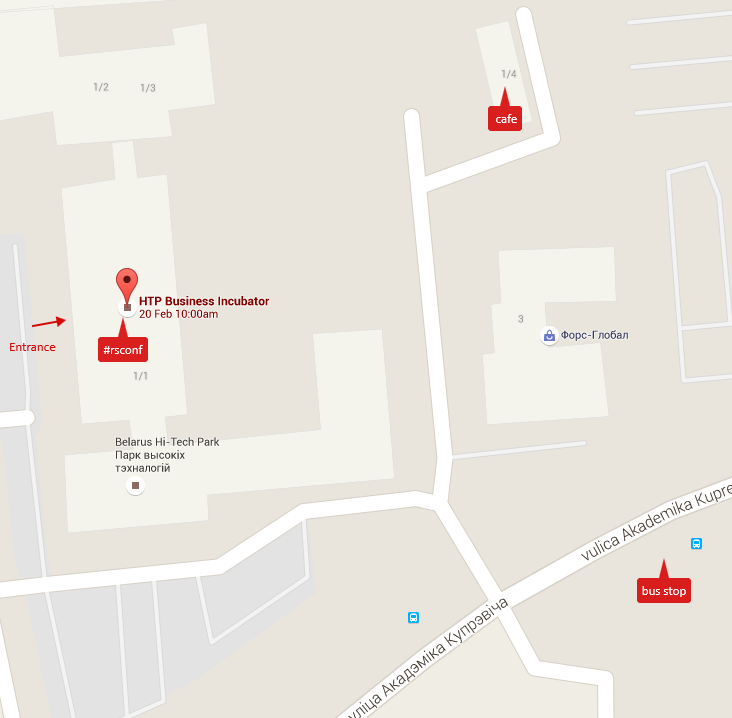 1/2
1/3
1/4
cafe
HTP Business Incubator
20 Feb 10:00am
Entrance
#rsconf
3
Форс-Глобал
1/1
Belarus Hi-Tech Park
Парк высокіх
тэхналогій
vulica Akademika Kupre
bus stop
вуліца Акадэміка Купрэвіча